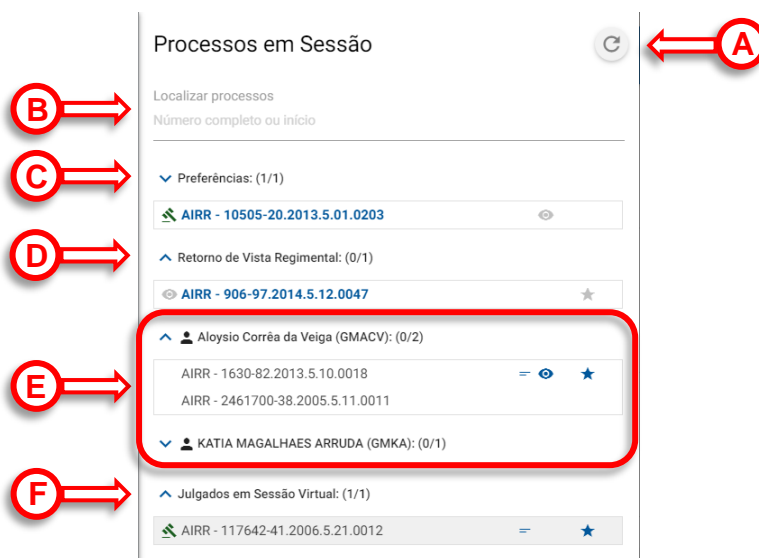 Processos em Sessão
A
Localizar processos
B
Número completo ou início
C
Preferências: (1/1)
AIRR - 10505-20.2013.5.01.0203
D
Retorno de Vista Regimental: (0/1)
AIRR - 906-97.2014.5.12.0047
Aloysio Corrêa da Veiga (GMACV): (0/2)
AIRR - 1630-82.2013.5.10.0018
E
AIRR - 2461700-38.2005.5.11.0011
KATIA MAGALHAES ARRUDA (GMKA): (0/1)
F
Julgados em Sessão Virtual: (1/1)
AIRR - 117642-41.2006.5.21.0012